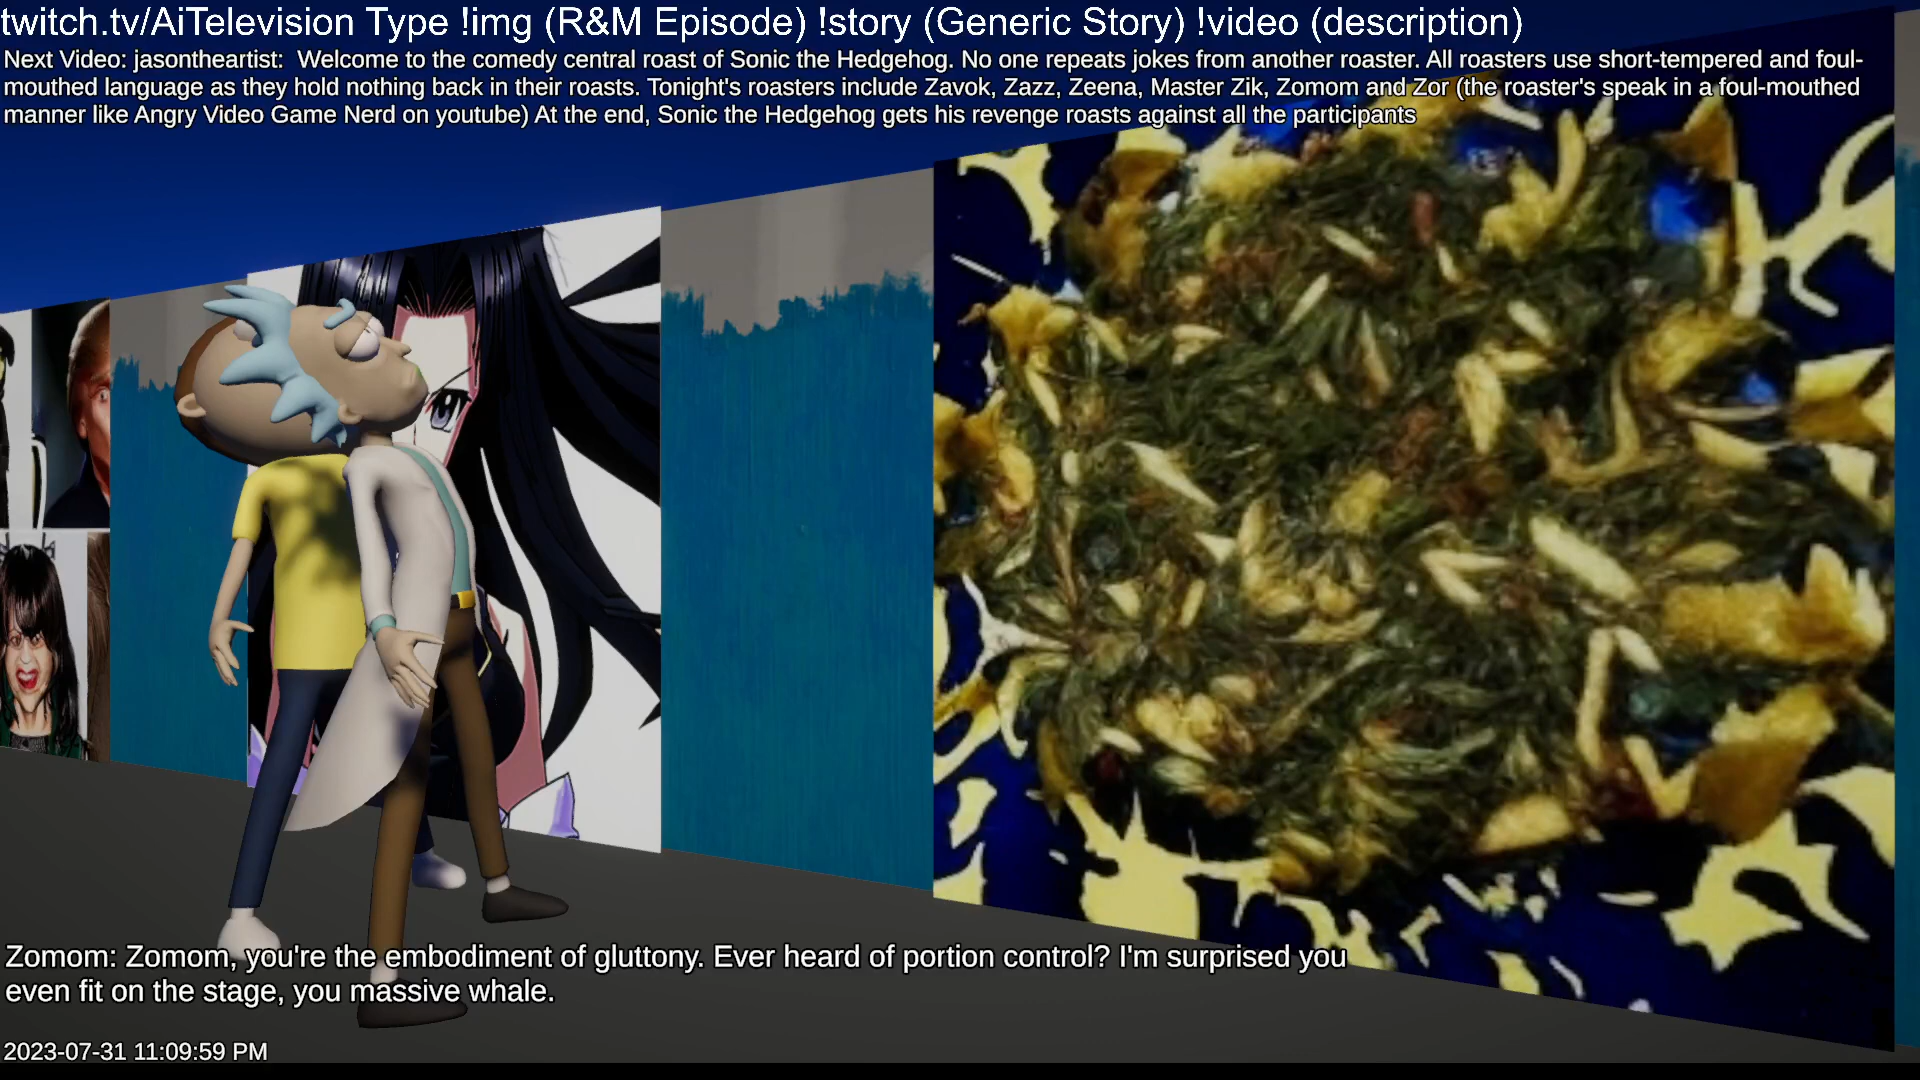 twitch.tv/AiTelevision Type !img (R&M Episode) !story (Generic Story) !video (description)
Next Video: jasontheartist:  Welcome to the comedy central roast of Sonic the Hedgehog. No one repeats jokes from another roaster. All roasters use short-tempered and foul-
mouthed language as they hold nothing back in their roasts. Tonight's roasters include Zavok, Zazz, Zeena, Master Zik, Zomom and Zor (the roaster's speak in a foul-mouthed
manner like Angry Video Game Nerd on youtube) At the end, Sonic the Hedgehog gets his revenge roasts against all the participants
Zomom: Zomom, you're the embodiment of gluttony. Ever heard of portion control? I'm surprised you
even fit on the stage, you massive whale.
2023-07-31 11:09:59 PM